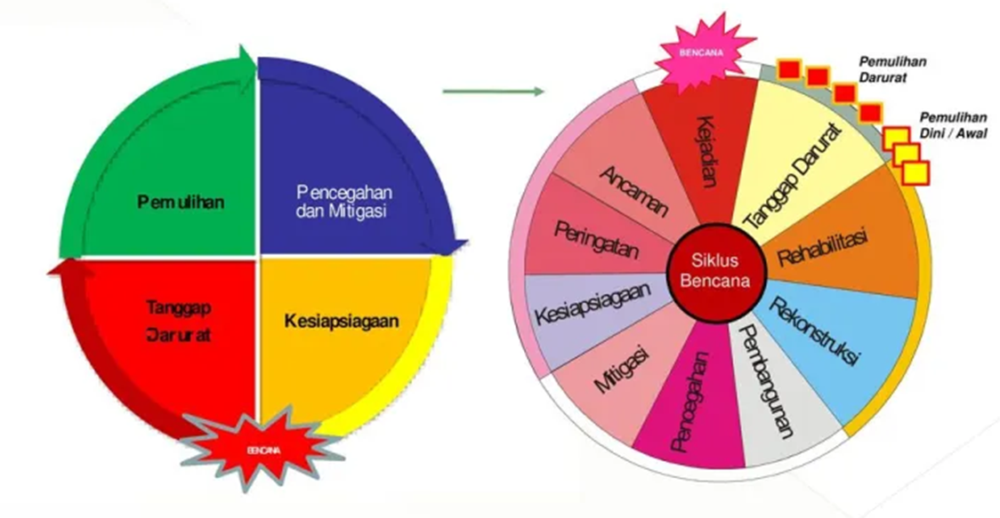 Pemulihan
Pencegahan
dan Mitigasi
Tanggap
Darurat
Kesiapsiagaan
BENCANA
BENCANA
Pemulihan
Darurat
Pemulihan
Dini / Awal
Kejadian
Tanggap Darurat
Rehabilitasi
Rekonstruksi
Pembangunan
Pencegahan
Mitigasi
Kesiapsiagaan
Peringatan
Ancaman
Siklus
Bencana